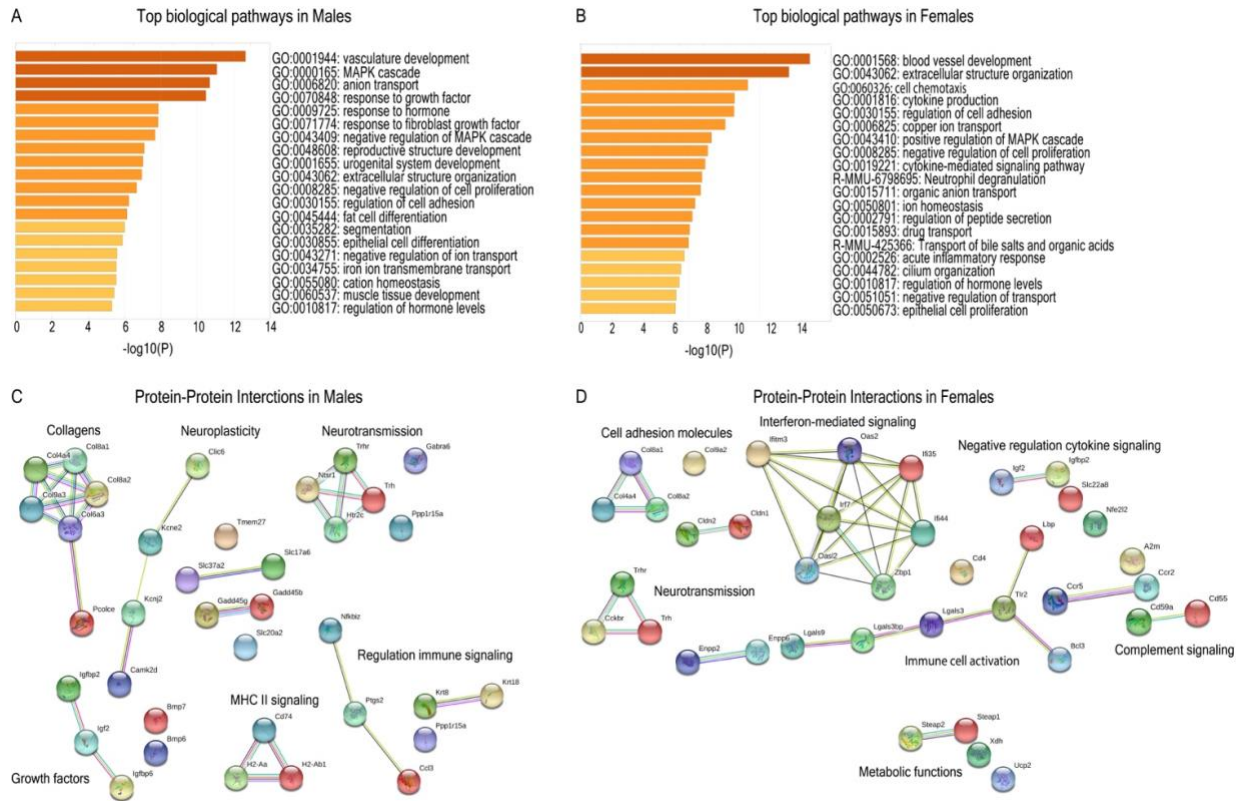 A
Top biological pathways in Males
GO:0001944: vasculature development
GO:0000165: MAPK cascade
GO:0006820: anion transport
GO:0070848: response to growth factor
GO:0009725: response to hormone
GO:0071774: response to fibroblast growth factor
GO:0043409: negative regulation of MAPK cascade
GO:0048608: reproductive structure development
GO:0001655: urogenital system development
GO:0043062: extracellular structure organization
GO:0008285: negative regulation of cell proliferation
GO:0030155: regulation of cell adhesion
GO:0045444: fat cell differentiation
GO:0035282: segmentation
GO:0030855: epithelial cell differentiation
GO:0043271: negative regulation of ion transport
GO:0034755: iron ion transmembrane transport
GO:0055080: cation homeostasis
GO:0060537: muscle tissue development
GO:0010817: regulation of hormone levels
0 2 4 6 8 10 12 14
-log10(P)
B
Top biological pathways in Females
GO:0001568: blood vessel development
GO:0043062: extracellular structure organization
GO:0060326: cell chemotaxis
GO:0001816: cytokine production
GO:0030155: regulation of cell adhesion
GO:0006825: copper ion transport
GO:0043410: positive regulation of MAPK cascade
GO:0008285: negative regulation of cell proliferation
GO:0019221: cytokine-mediated signaling pathway
R-MMU-6798695: Neutrophil degranulation
GO:0015711: organic anion transport
GO:0050801: ion homeostasis
GO:0002791: regulation of peptide secretion
GO:0015893: drug transport
R-MMU-425366: Transport of bile salts and organic acids
GO:0002526: acute inflammatory response
GO:0044782: cilium organization
GO:0010817: regulation of hormone levels
GO:0051051: negative regulation of transport
GO:0050673: epithelial cell proliferation
0 2 4 6 8 10 12 14
-log10(P)
C
Protein-Protein Interctions in Males
Collagens
Col8a1
Col4a4
Col8a2
Col9a3
Col6a3
Pcolce
Neuroplasticity
Clic6
Kcne2
Tmem27
Slc37a2
Slc17a6
Kcnj2
Gadd45g
Gadd45b
Slc20a2
Camk2d
Neurotransmission
Trhr
Gabra6
Ntsr1
Trh
Htr2c
Ppp1r15a
Igfbp2
Igf2
Igfbp6
Bmp7
Bmp6
Growth factors
MHC II signaling
Cd74
H2-Aa
H2-Ab1
Regulation immune signaling
Nfkbiz
Ptgs2
Ccl3
Krt8
Krt18
Ppp1r15a
D
Protein-Protein Interactions in Females
Cell adhesion molecules
Col8a1
Col9a2
Col4a4
Col8a2
Cldn2
Cldn1
Interferon-mediated signaling
Ifitm3
Oas2
Ifi35
Irf7
Ifi44
Oasl2
Zbp1
Negative regulation cytokine signaling
Igf2
Igfbp2
Slc22a8
Nfe2l2
Neurotransmission
Trhr
Cckbr
Trh
Enpp2
Enpp6
Lgals9
Lgals3bp
Lgals3
Cd4
Lbp
Tlr2
Bcl3
Immune cell activation
A2m
Ccr5
Ccr2
Cd59a
Cd55
Complement signaling
Steap2
Steap1
Xdh
Ucp2
Metabolic functions